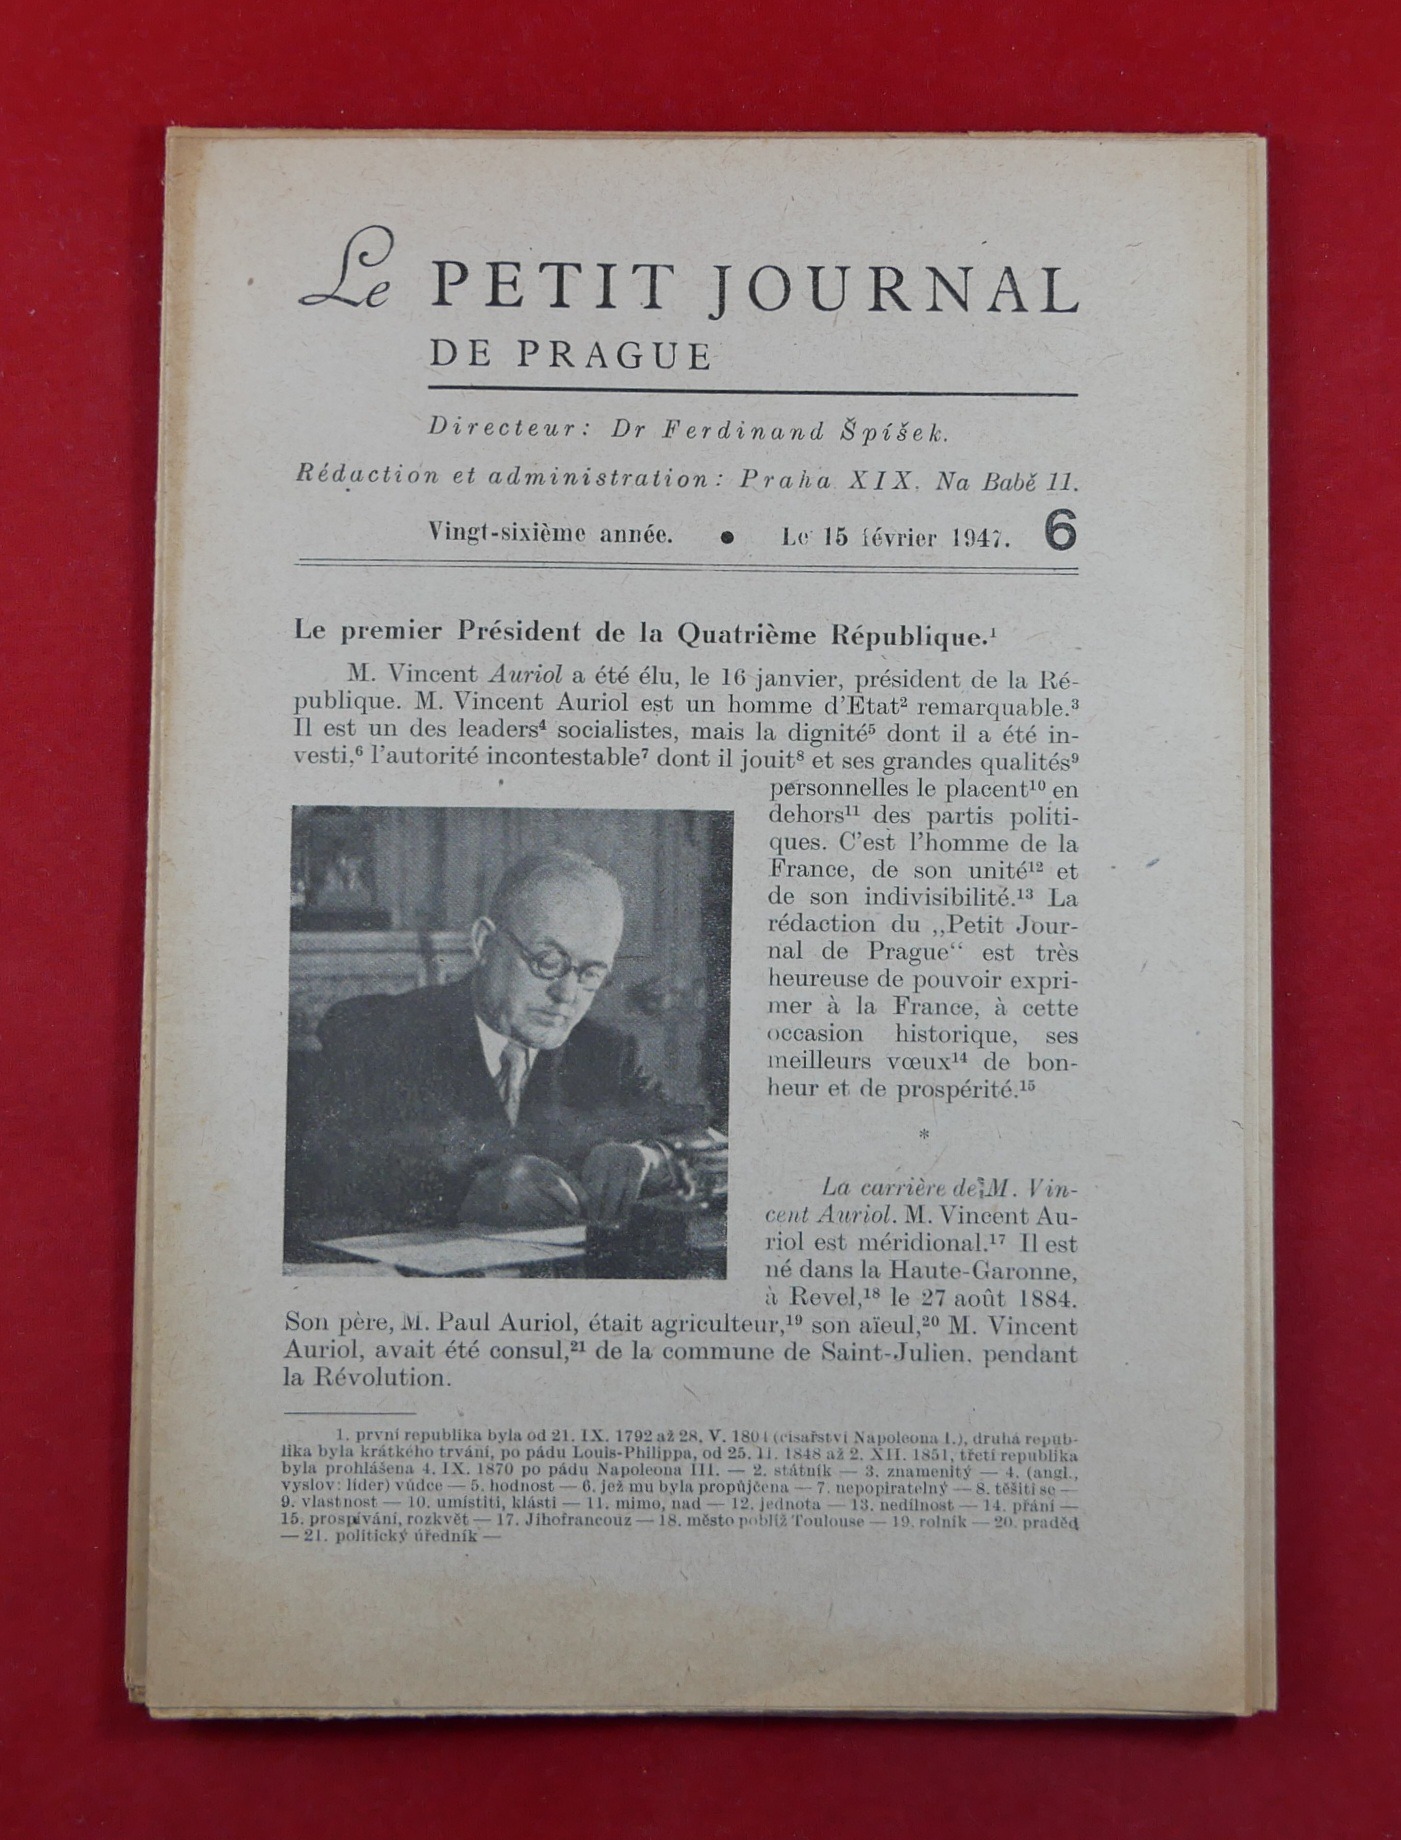 Le PETIT JOURNAL
DE PRAGUE
Directeur: Dr Ferdinand Špíšek.
Rédaction et administration: Praha XIX, Na Babě 11.
Vingt-sixième année. ● Le 15 février 1947. 6
Le premier Président de la Quatrième République.¹
M. Vincent Auriol a été élu, le 16 janvier, président de la Ré-
publique. M. Vincent Auriol est un homme d'Etat² remarquable.³
Il est un des leaders⁴ socialistes, mais la dignité⁵ dont il a été in-
vesti,⁶ l'autorité incontestable⁷ dont il jouit⁸ et ses grandes qualités⁹
personnelles le placent¹⁰ en
dehors¹¹ des partis politi-
ques. C'est l'homme de la
France, de son unité¹² et
de son indivisibilité.¹³ La
rédaction du ,,Petit Jour-
nal de Prague“ est très
heureuse de pouvoir expri-
mer à la France, à cette
occasion historique, ses
meilleurs vœux¹⁴ de bon-
heur et de prospérité.¹⁵
*
La carrière de M. Vin-
cent Auriol. M. Vincent Au-
riol est méridional.¹⁷ Il est
né dans la Haute-Garonne,
à Revel,¹⁸ le 27 août 1884.
Son père, M. Paul Auriol, était agriculteur,¹⁹ son aïeul,²⁰ M. Vincent
Auriol, avait été consul,²¹ de la commune de Saint-Julien, pendant
la Révolution.
1. první republika byla od 21. IX. 1792 až 28. V. 1804 (císařství Napoleona I.), druhá repub-
lika byla krátkého trvání, po pádu Louis-Philippa, od 25. II. 1848 až 2. XII. 1851, třetí republika
byla prohlášena 4. IX. 1870 po pádu Napoleona III. — 2. státník — 3. znamenitý — 4. (angl.,
vyslov: líder) vůdce — 5. hodnost — 6. jež mu byla propůjčena — 7. nepopiratelný — 8. těšiti se —
9. vlastnost — 10. umístiti, klásti — 11. mimo, nad — 12. jednota — 13. nedílnost — 14. přání —
15. prospívání, rozkvět — 17. Jihofrancouz — 18. město poblíž Toulouse — 19. rolník — 20. praděd
— 21. politický úředník —